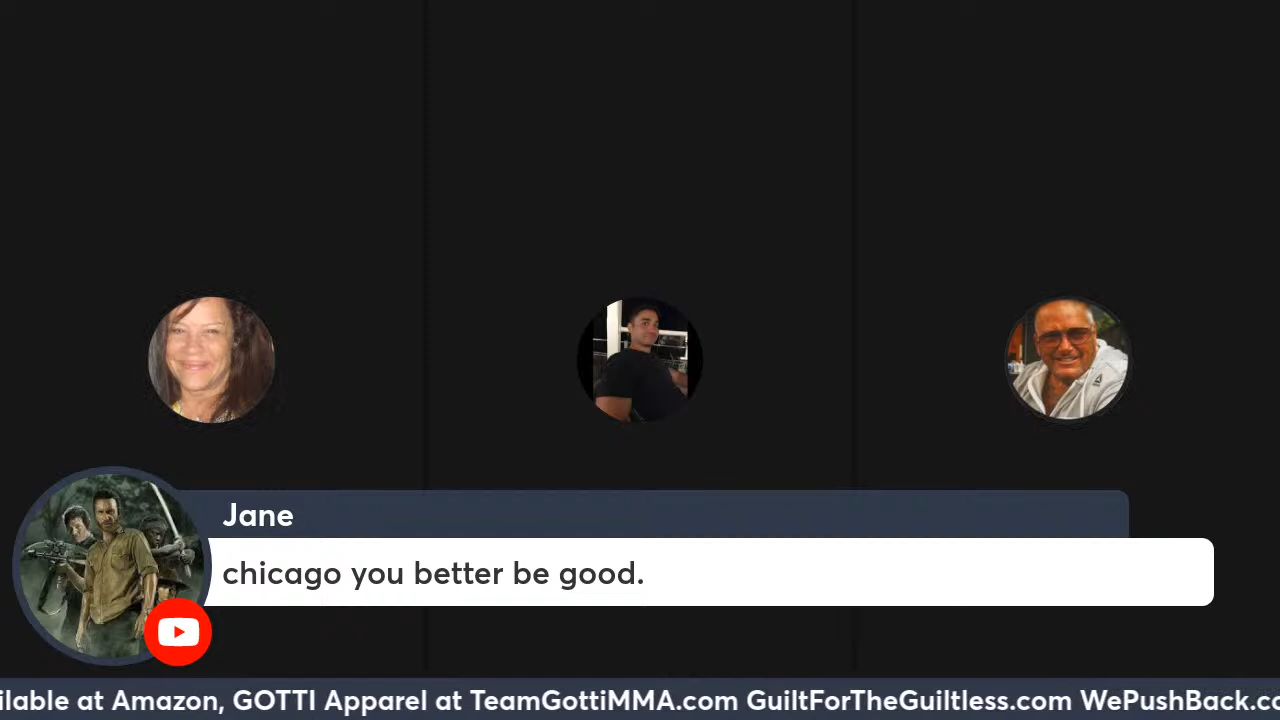 Jane
chicago you better be good.
ilable at Amazon, GOTTI Apparel at TeamGottiMMA.com GuiltForTheGuiltless.com WePushBack.c